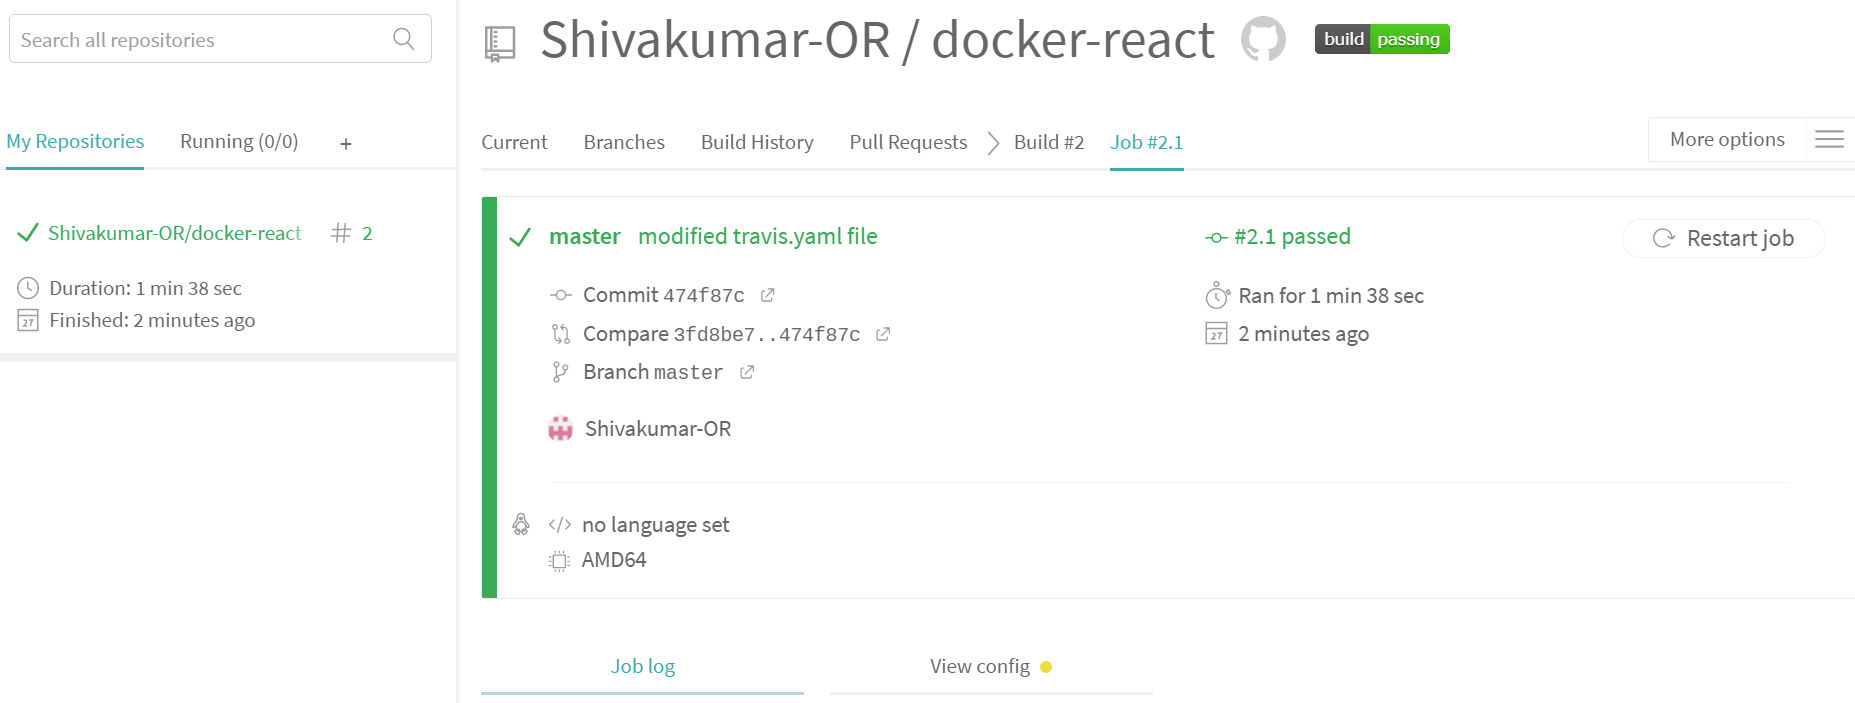 Search all repositories
Shivakumar-OR / docker-react
build passing
My Repositories
Running (0/0)
+
Current
Branches
Build History
Pull Requests
Build #2
Job #2.1
More options
Shivakumar-OR/docker-react
# 2
Duration: 1 min 38 sec
27 Finished: 2 minutes ago
master modified travis.yaml file
Commit 474f87c
Compare 3fd8be7..474f87c
Branch master
Shivakumar-OR
#2.1 passed
Ran for 1 min 38 sec
27 2 minutes ago
Restart job
</> no language set
AMD64
Job log
View config